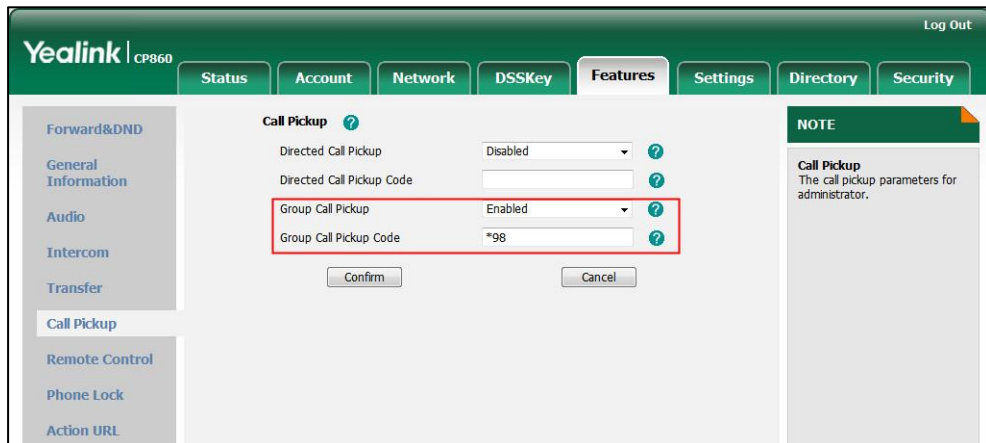 Log Out
Yealink CP860
Status Account Network DSSKey Features Settings Directory Security
Forward&DND
General
Information
Audio
Intercom
Transfer
Call Pickup
Remote Control
Phone Lock
Action URL
Call Pickup ?
Directed Call Pickup Disabled ?
Directed Call Pickup Code ?
Group Call Pickup Enabled ?
Group Call Pickup Code *98 ?
Confirm Cancel
NOTE
Call Pickup
The call pickup parameters for
administrator.